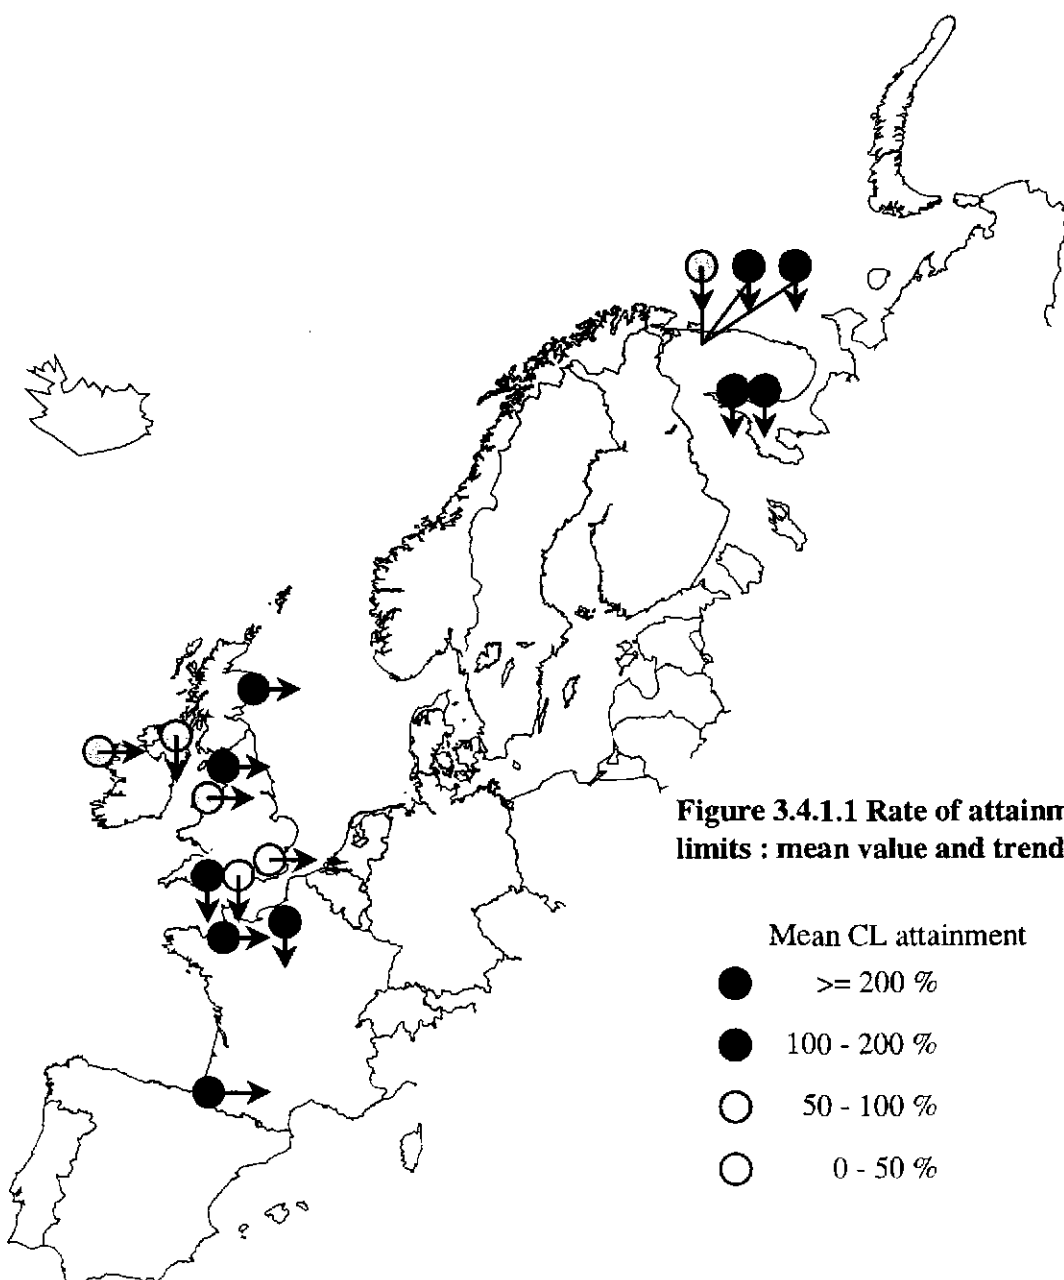 Figure 3.4.1.1 Rate of attainm
limits : mean value and trend
Mean CL attainment
>= 200 %
100 - 200 %
50 - 100 %
0 - 50 %